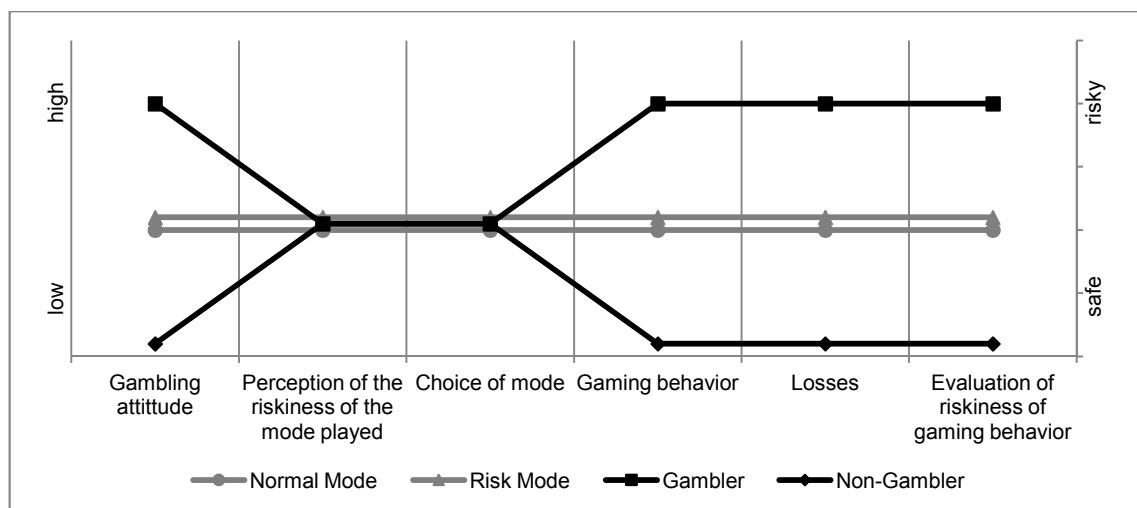 high
low
risky
safe
Gambling
attittude
Perception of the
riskiness of the
mode played
Choice of mode
Gaming behavior
Losses
Evaluation of
riskiness of
gaming behavior
Normal Mode
Risk Mode
Gambler
Non-Gambler